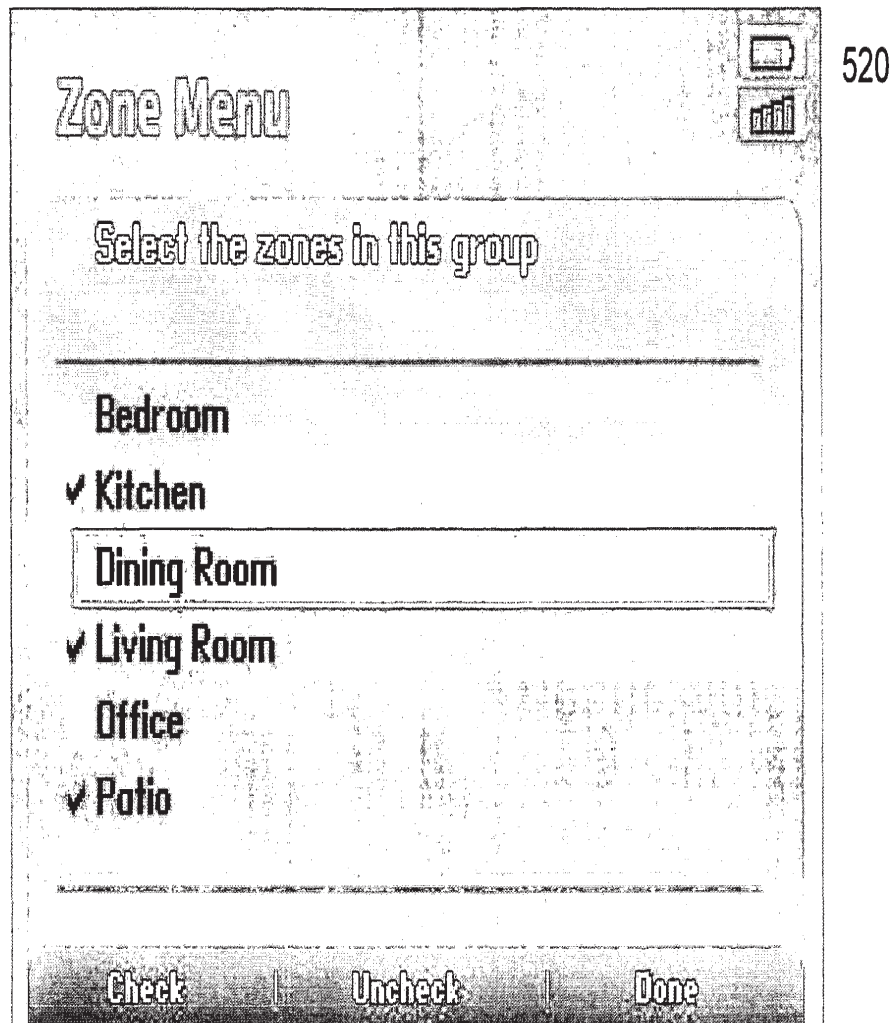 520
Zone Menu
Select the zones in this group
Bedroom
✓ Kitchen
Dining Room
✓ Living Room
Office
✓ Patio
Check Uncheck Done